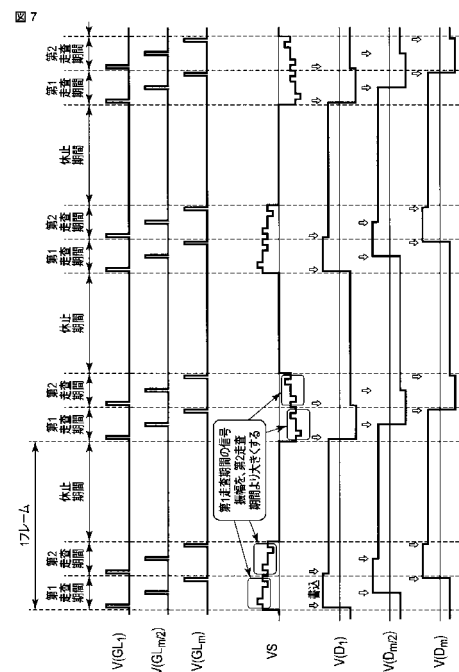 図7
1フレーム
第1
走査
期間
第2
走査
期間
休止
期間
第1
走査
期間
第2
走査
期間
休止
期間
第1
走査
期間
第2
走査
期間
休止
期間
第1
走査
期間
第2
走査
期間
V(GL1)
V(GLm/2)
V(GLm)
VS
第1走査期間の信号
振幅を、第2走査
期間より大きくする
V(D1)
書込
V(Dm/2)
V(Dm)